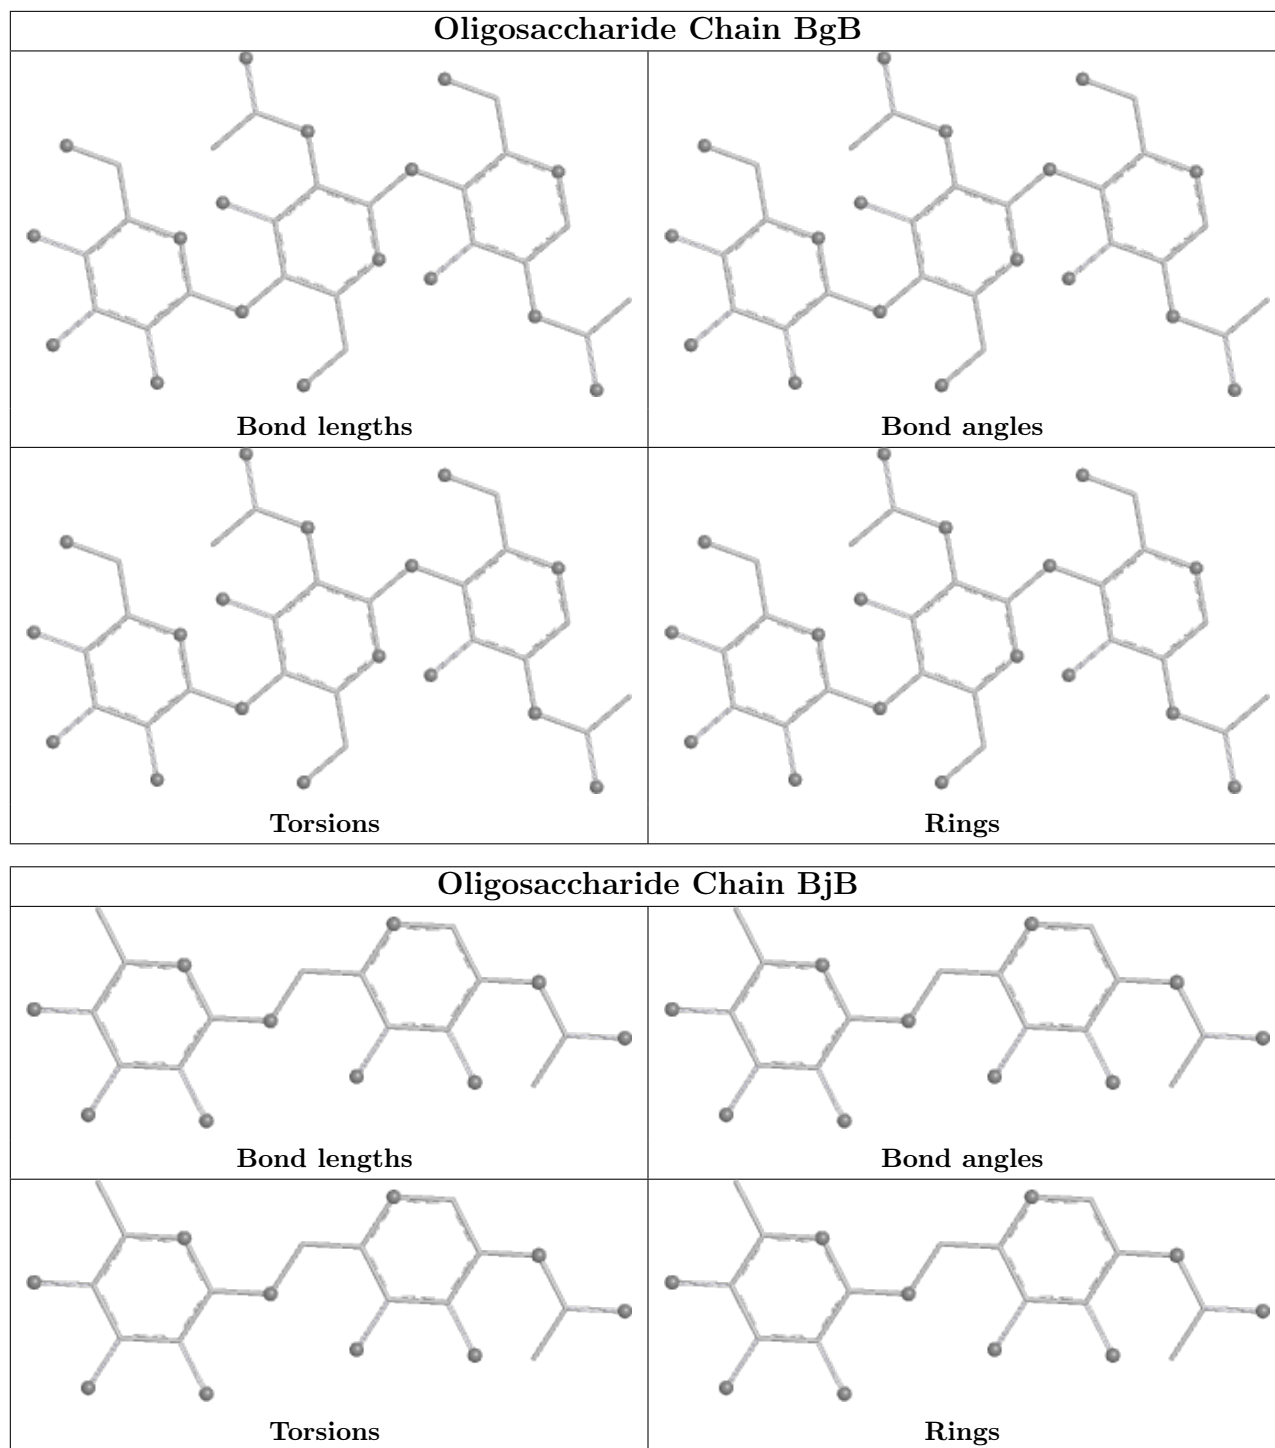 Oligosaccharide Chain BgB
Bond lengths
Bond angles
Torsions
Rings
Oligosaccharide Chain BjB
Bond lengths
Bond angles
Torsions
Rings